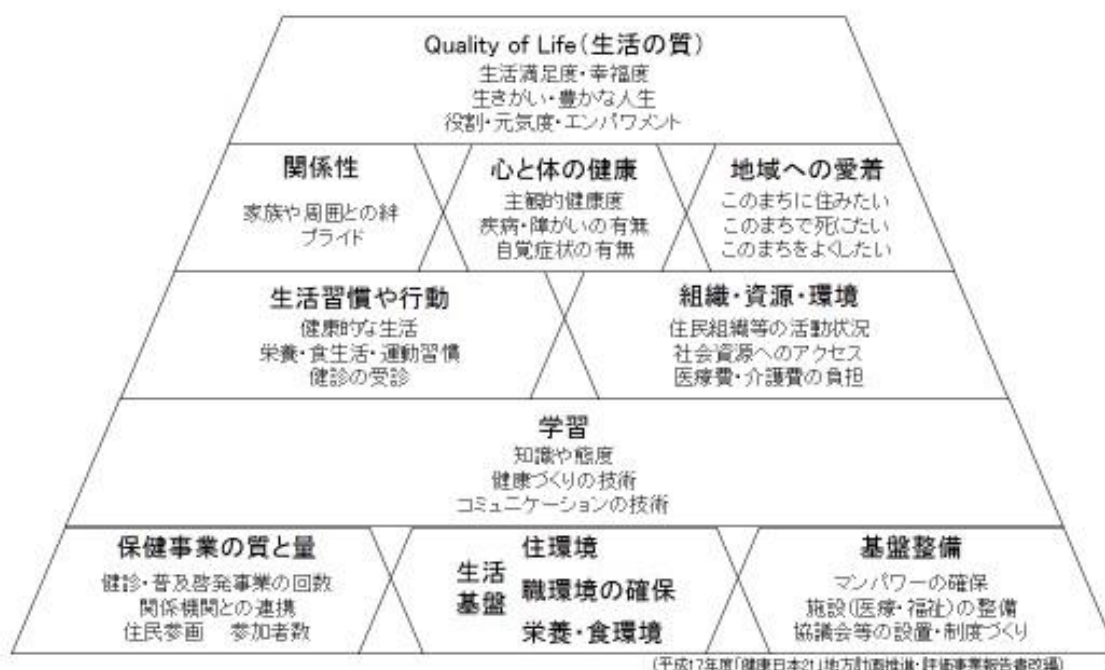 Quality of Life(生活の質)
生活満足度・幸福度
生きがい・豊かな人生
役割・元気度・エンパワメント
関係性
家族や周囲との絆
プライド
心と体の健康
主観的健康度
疾病・障がいの有無
自覚症状の有無
地域への愛着
このまちに住みたい
このまちで死にたい
このまちをよくしたい
生活習慣や行動
健康的な生活
栄養・食生活・運動習慣
健診の受診
組織・資源・環境
住民組織等の活動状況
社会資源へのアクセス
医療費・介護費の負担
学習
知識や態度
健康づくりの技術
コミュニケーションの技術
保健事業の質と量
健診・普及啓発事業の回数
関係機関との連携
住民参画 参加者数
生活
基盤
住環境
職環境の確保
栄養・食環境
基盤整備
マンパワーの確保
施設(医療・福祉)の整備
協議会等の設置・制度づくり
(平成17年度「健康日本21」地方計画推進・評価事業報告書改編)